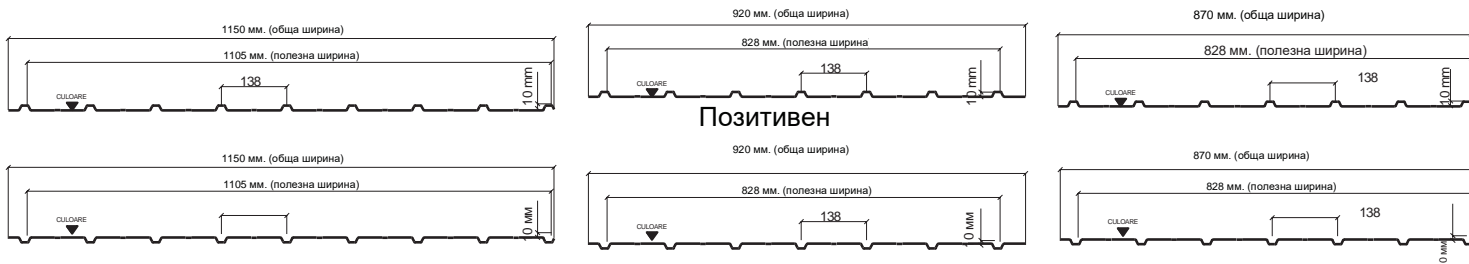 1150 мм. (обща ширина)
1105 мм. (полезна ширина)
138
CULOARE
10 mm
920 мм. (обща ширина)
828 мм. (полезна ширина
138
CULOARE
10 mm
870 мм. (обща ширина)
828 мм. (полезна ширина)
138
CULOARE
10 mm
Позитивен
1150 мм. (обща ширина)
1105 мм. (полезна ширина)
CULOARE
10 мм
920 мм. (обща ширина)
828 мм. (полезна ширина)
138
CULOARE
0 мм
870 мм. (обща ширина)
828 мм. (полезна ширина)
138
CULOARE
0 мм